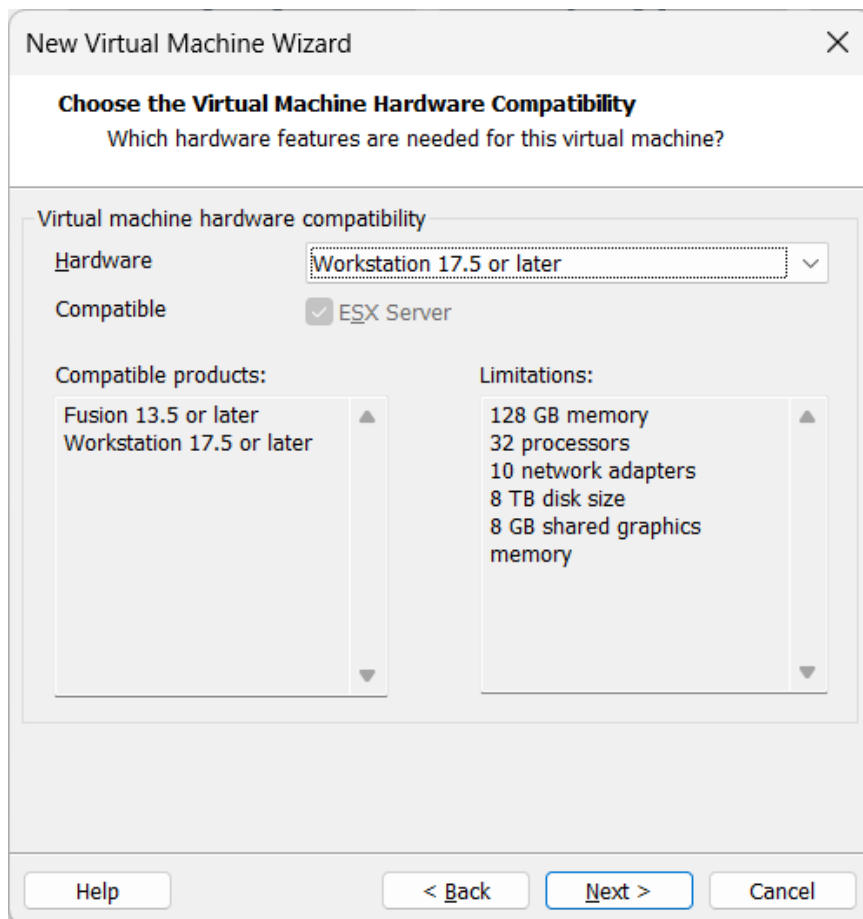 New Virtual Machine Wizard
Choose the Virtual Machine Hardware Compatibility
Which hardware features are needed for this virtual machine?
Virtual machine hardware compatibility
Hardware
Workstation 17.5 or later
Compatible
ESX Server
Compatible products:
Fusion 13.5 or later
Workstation 17.5 or later
Limitations:
128 GB memory
32 processors
10 network adapters
8 TB disk size
8 GB shared graphics
memory
Help
< Back
Next >
Cancel